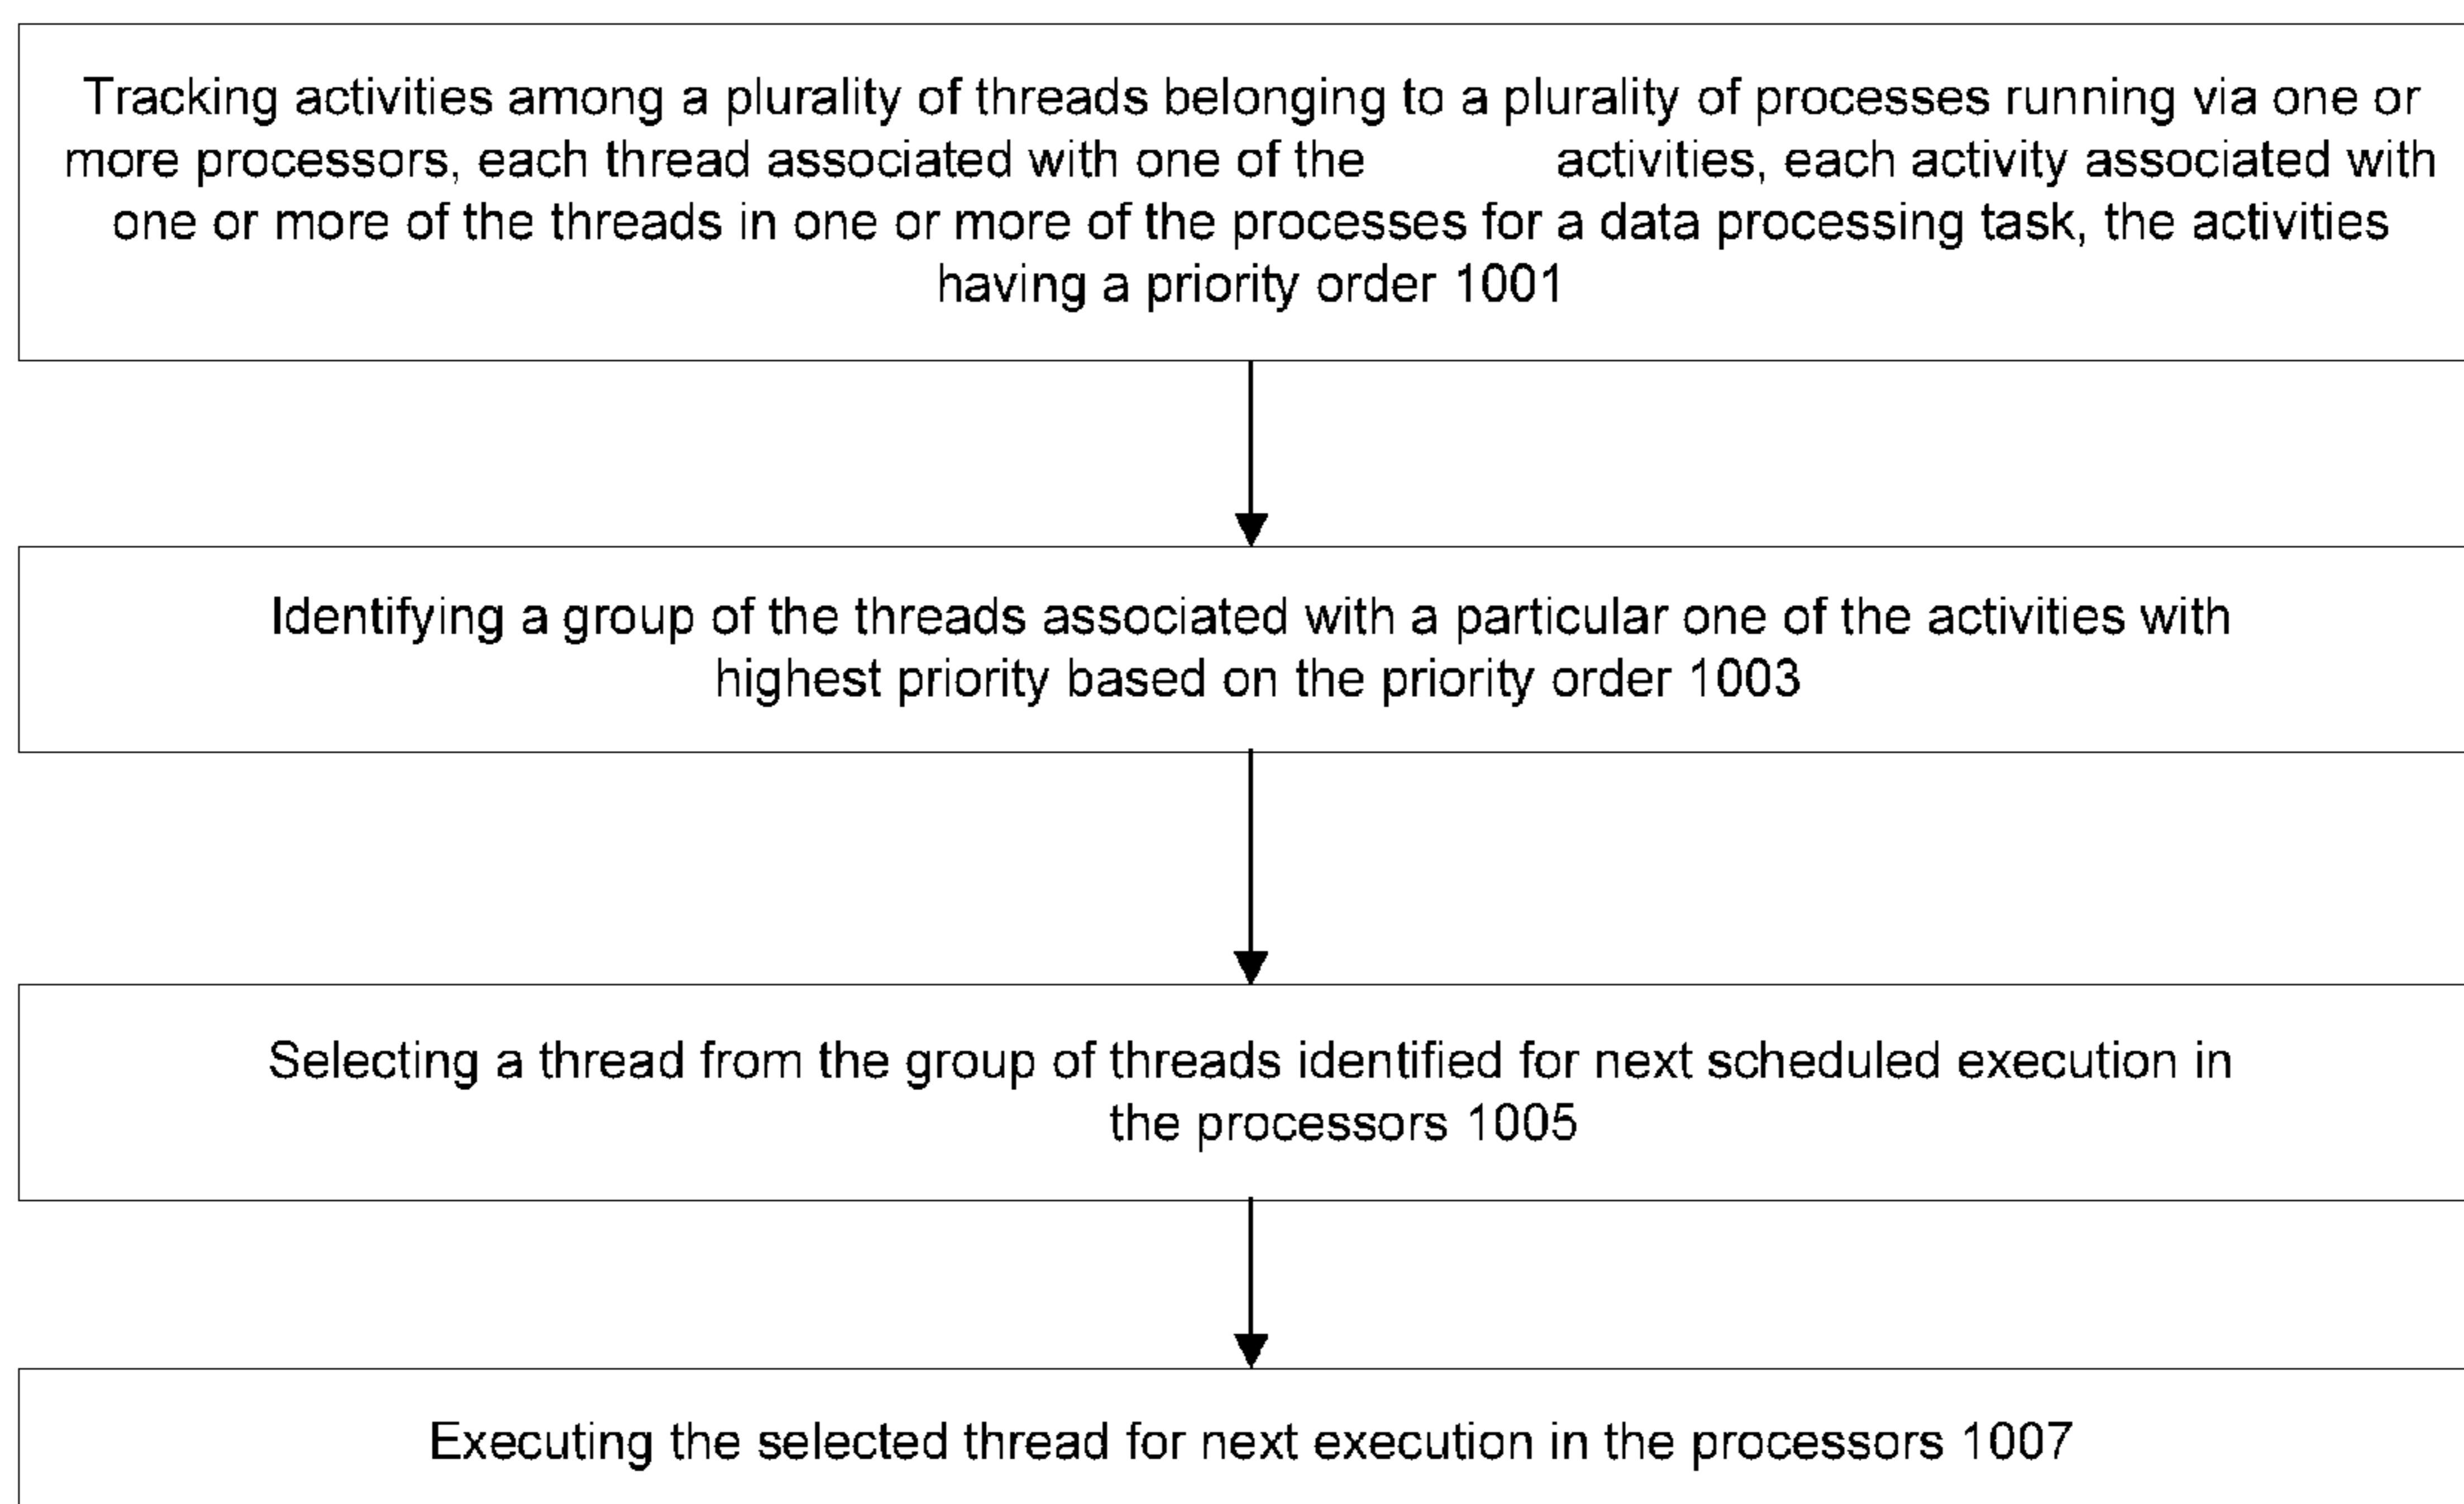 Tracking activities among a plurality of threads belonging to a plurality of processes running via one or
more processors, each thread associated with one of the activities, each activity associated with
one or more of the threads in one or more of the processes for a data processing task, the activities
having a priority order 1001
Identifying a group of the threads associated with a particular one of the activities with
highest priority based on the priority order 1003
Selecting a thread from the group of threads identified for next scheduled execution in
the processors 1005
Executing the selected thread for next execution in the processors 1007